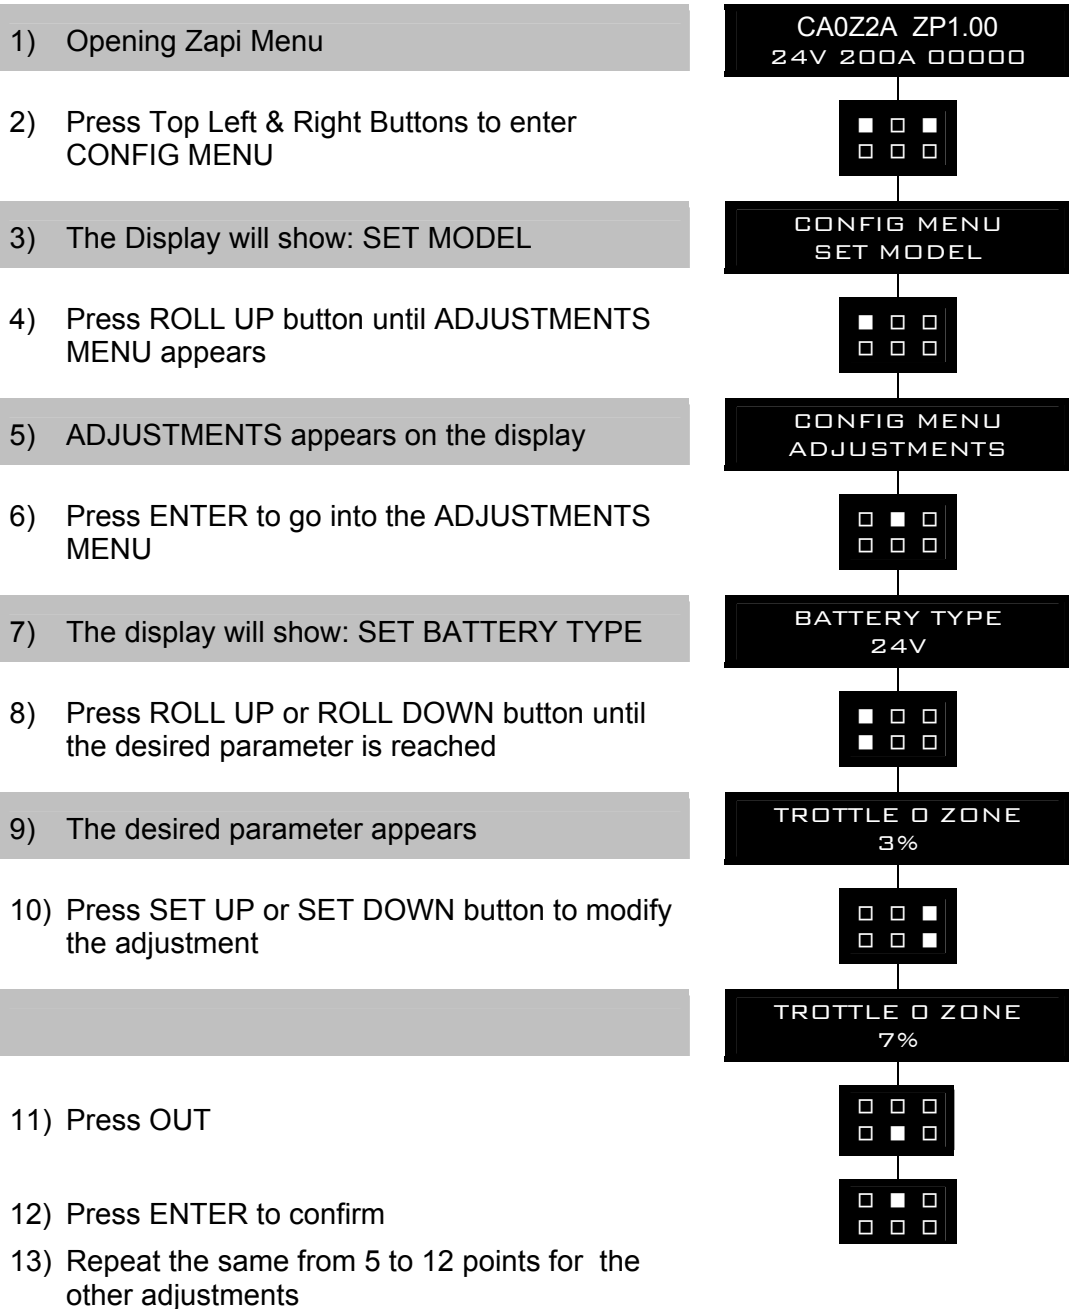 1) Opening Zapi Menu
CA0Z2A ZP1.00
24V 200A 00000
2) Press Top Left & Right Buttons to enter
CONFIG MENU
3) The Display will show: SET MODEL
CONFIG MENU
SET MODEL
4) Press ROLL UP button until ADJUSTMENTS
MENU appears
5) ADJUSTMENTS appears on the display
CONFIG MENU
ADJUSTMENTS
6) Press ENTER to go into the ADJUSTMENTS
MENU
7) The display will show: SET BATTERY TYPE
BATTERY TYPE
24V
8) Press ROLL UP or ROLL DOWN button until
the desired parameter is reached
9) The desired parameter appears
TROTTLE 0 ZONE
3%
10) Press SET UP or SET DOWN button to modify
the adjustment
TROTTLE 0 ZONE
7%
11) Press OUT
12) Press ENTER to confirm
13) Repeat the same from 5 to 12 points for the
other adjustments